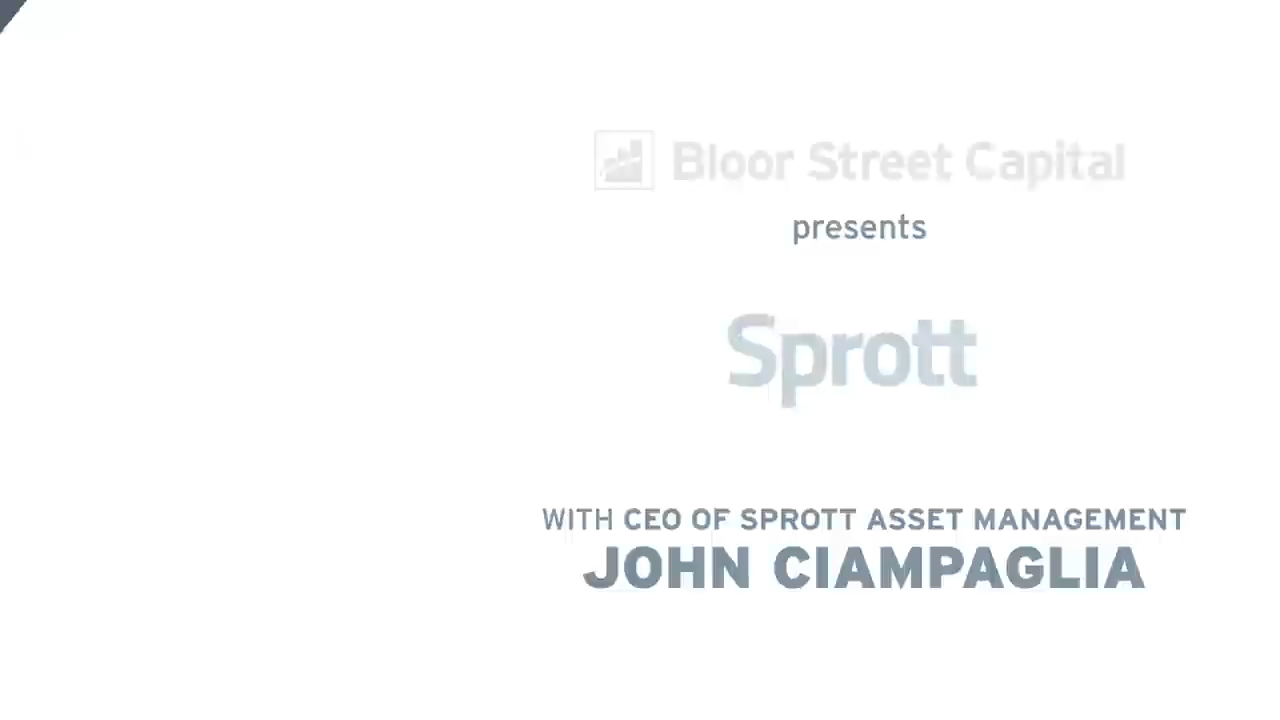 Bloor Street Capital
presents
Sprott
WITH CEO OF SPROTT ASSET MANAGEMENT
JOHN CIAMPAGLIA